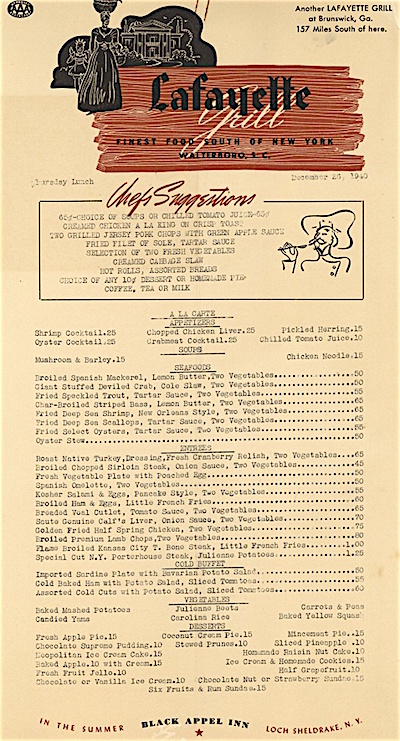 Another LAFAYETTE GRILL
at Brunswick, Ga.
157 Miles South of here.
AAA
Lafayette
Grill
FINEST FOOD SOUTH OF NEW YORK
WALTERBORO, S. C.
Thursday Lunch December 26, 1940
Chef's Suggestions
65¢-CHOICE OF SOUPS OR CHILLED TOMATO JUICE-65¢
CREAMED CHICKEN A LA KING ON CRISP TOAST
TWO GRILLED JERSEY PORK CHOPS WITH GREEN APPLE SAUCE
FRIED FILET OF SOLE, TARTAR SAUCE
SELECTION OF TWO FRESH VEGETABLES
CREAMED CABBAGE SLAW
HOT ROLLS, ASSORTED BREADS
CHOICE OF ANY 10¢ DESSERT OR HOMEMADE PIE
COFFEE, TEA OR MILK
A LA CARTE
APPETIZERS
Shrimp Cocktail.25 Chopped Chicken Liver.25 Pickled Herring.15
Oyster Cocktail.25 Crabmeat Cocktail.25 Chilled Tomato Juice.10
SOUPS
Mushroom & Barley.15 Chicken Noodle.15
SEAFOODS
Broiled Spanish Mackerel, Lemon Butter,Two Vegetables.....50
Giant Stuffed Deviled Crab, Cole Slaw, Two Vegetables.....50
Fried Speckled Trout, Tartar Sauce, Two Vegetables.....55
Char-Broiled Striped Bass, Lemon Butter, Two Vegetables.....55
Fried Deep Sea Shrimp, New Orleans Style, Two Vegetables.....65
Fried Deep Sea Scallops, Tartar Sauce, Two Vegetables.....65
Fried Select Oysters, Tartar Sauce, Two Vegetables.....55
Oyster Stew.....50
ENTREES
Roast Native Turkey,Dressing,Fresh Cranberry Relish, Two Vegetables...65
Broiled Chopped Sirloin Steak, Onion Sauce, Two Vegetables.....45
Fresh Vegetable Plate with Poached Egg.....50
Spanish Omelette, Two Vegetables.....50
Kosher Salami & Eggs, Pancake Style, Two Vegetables.....55
Broiled Ham & Eggs, Little French Fries.....50
Breaded Veal Cutlet, Tomato Sauce, Two Vegetables.....65
Saute Genuine Calf's Liver, Onion Sauce, Two Vegetables.....70
Golden Fried Half Spring Chicken, Two Vegetables.....75
Broiled Premium Lamb Chops,Two Vegetables.....80
Flame Broiled Kansas City T. Bone Steak, Little French Fries.....1.00
Special Cut N.Y. Porterhouse Steak, Julienne Potatoes.....1.25
COLD BUFFET
Imported Sardine Plate with Bavarian Potato Salad.....50
Cold Baked Ham with Potato Salad, Sliced Tomatoes.....55
Assorted Cold Cuts with Potato Salad, Sliced Tomatoes.....60
VEGETABLES
Baked Mashed Potatoes Julienne Beets Carrots & Peas
Candied Yams Carolina Rice Baked Yellow Squash
DESSERTS
Fresh Apple Pie.15 Coconut Cream Pie.15 Mincemeat Pie.15
Chocolate Supreme Pudding.10 Stewed Prunes.10 Sliced Pineapple .10
Neopolitan Ice Cream Cake.15 Homemade Raisin Nut Cake.10
Baked Apple.10 with Cream.15 Ice Cream & Homemade Cookies.15
Fresh Fruit Jello.10 Half Grapefruit.10
Chocolate or Vanilla Ice Cream.10 Chocolate Nut or Strawberry Sundae.15
Six Fruits & Rum Sundae.15
IN THE SUMMER BLACK APPEL INN LOCH SHELDRAKE, N. Y.